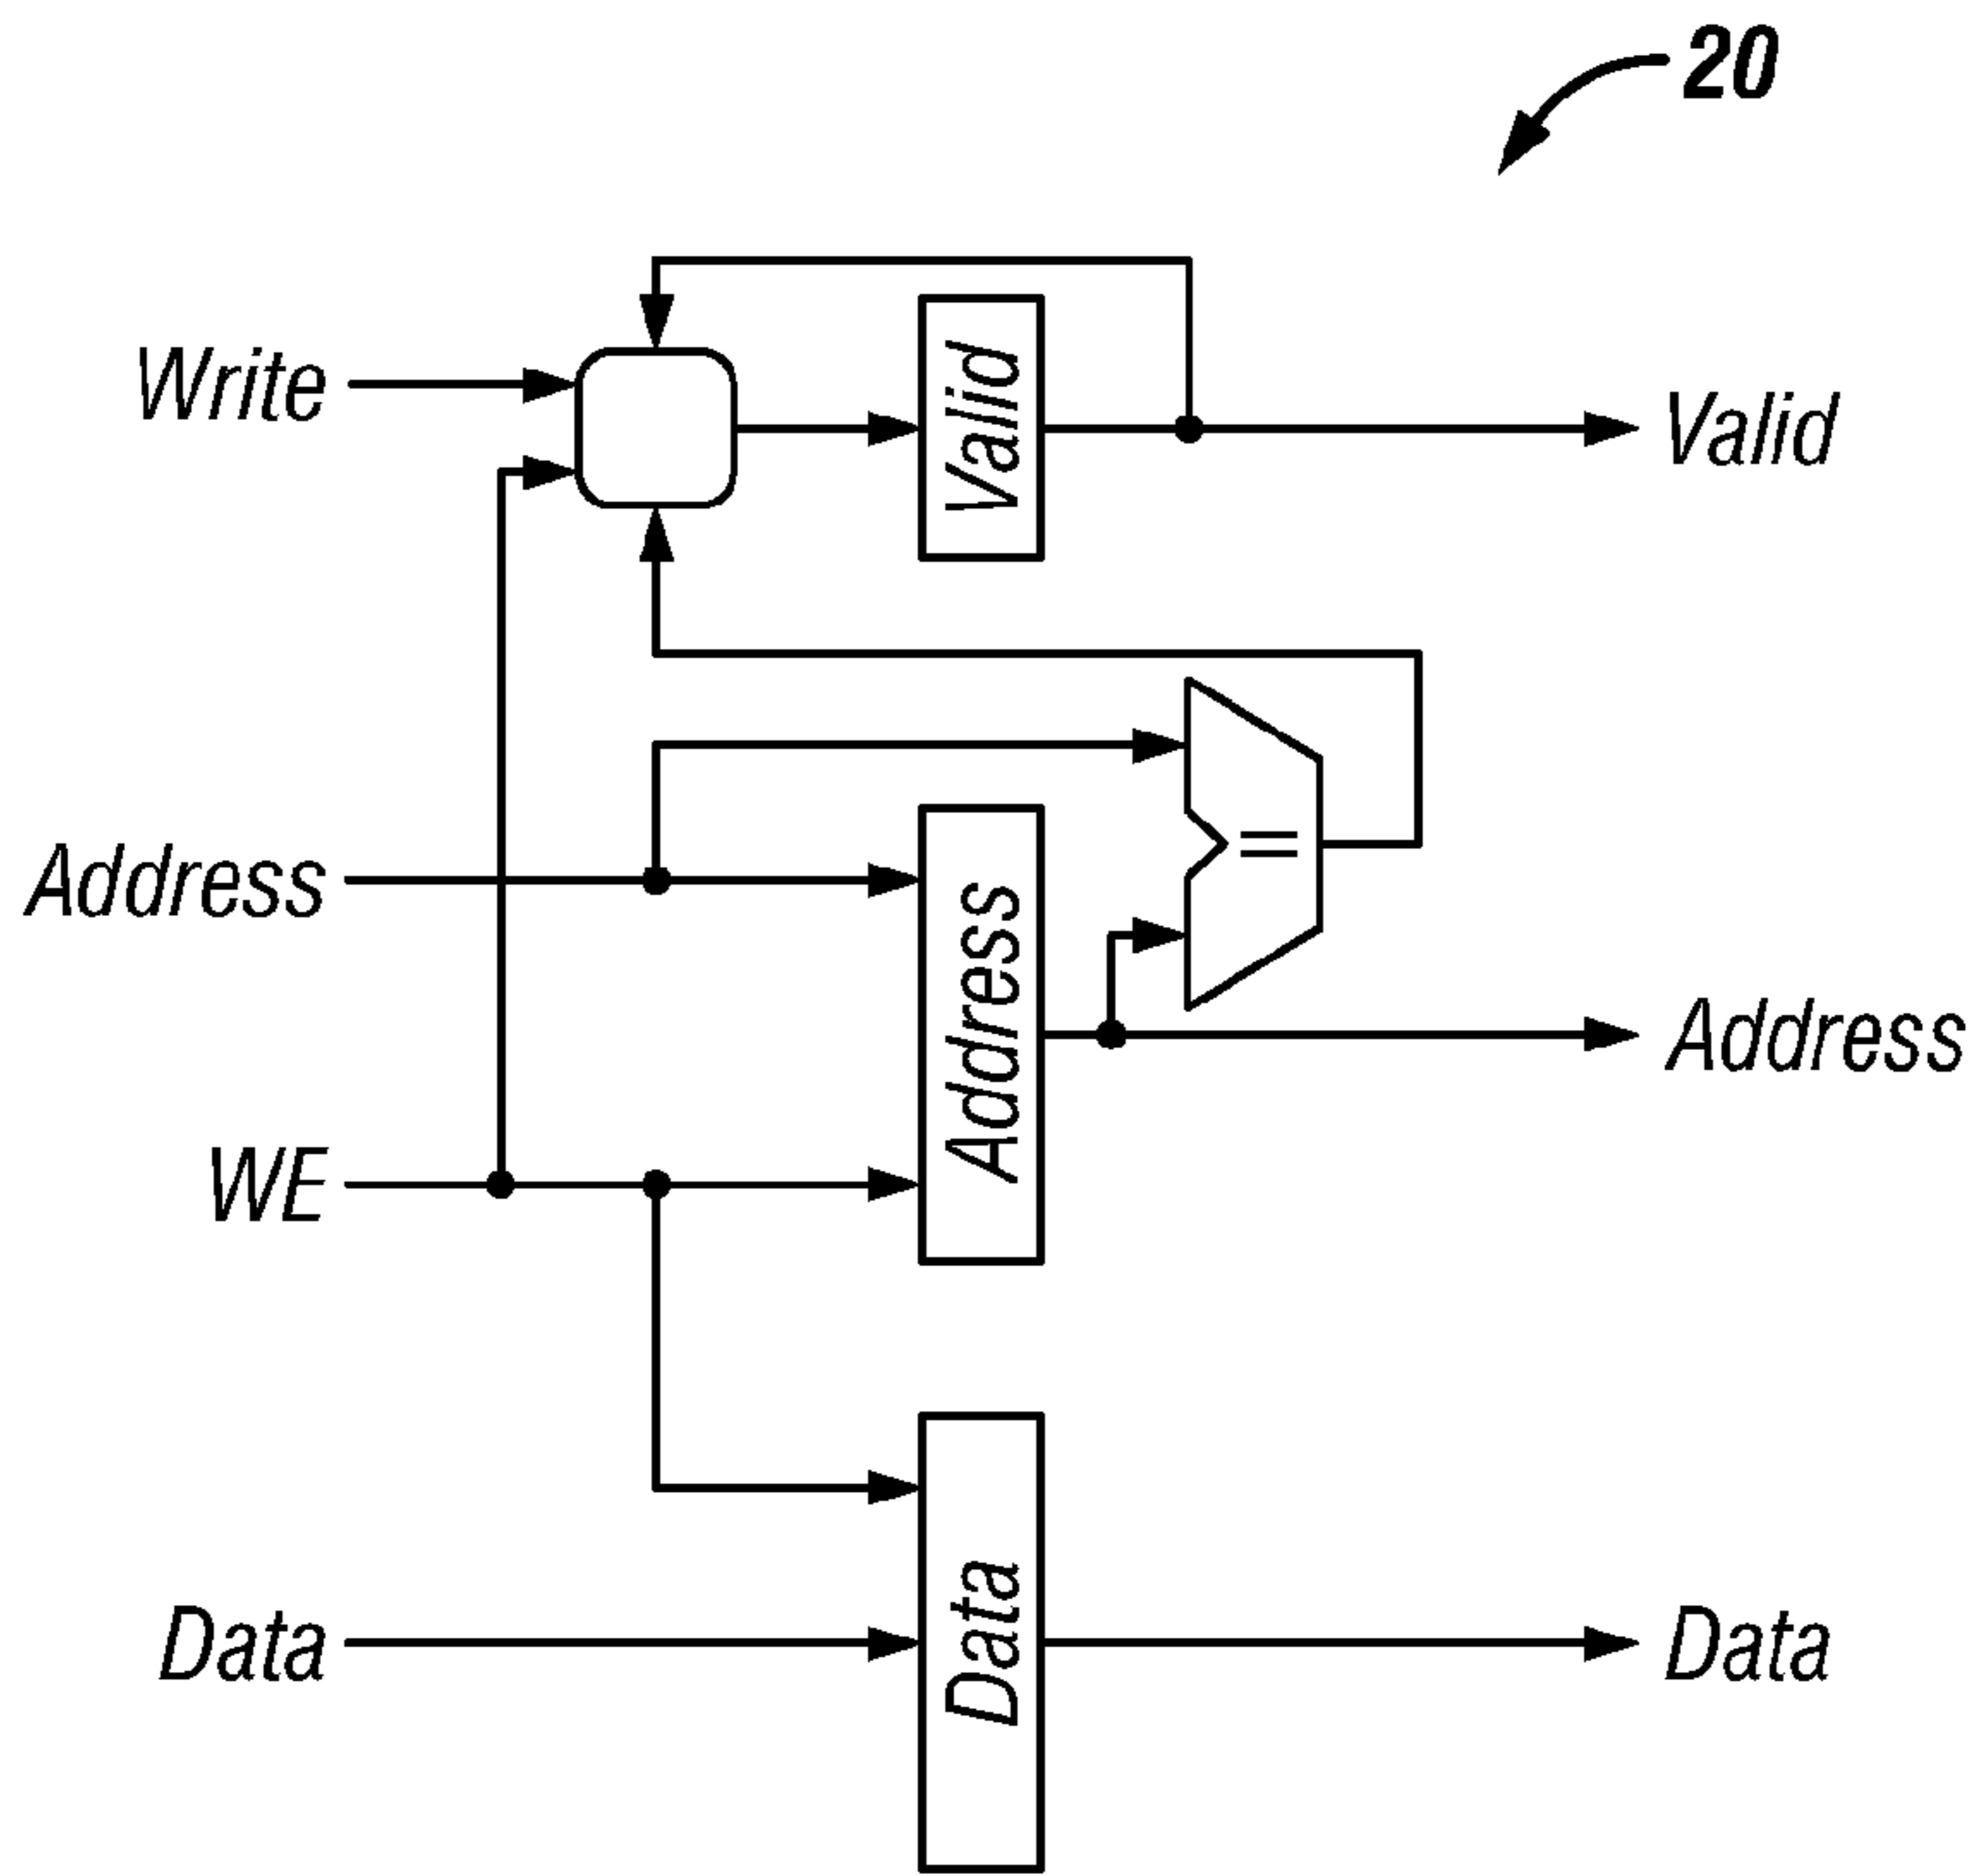 20
Write
Valid
Valid
=
Address
Address
Address
WE
Data
Data
Data